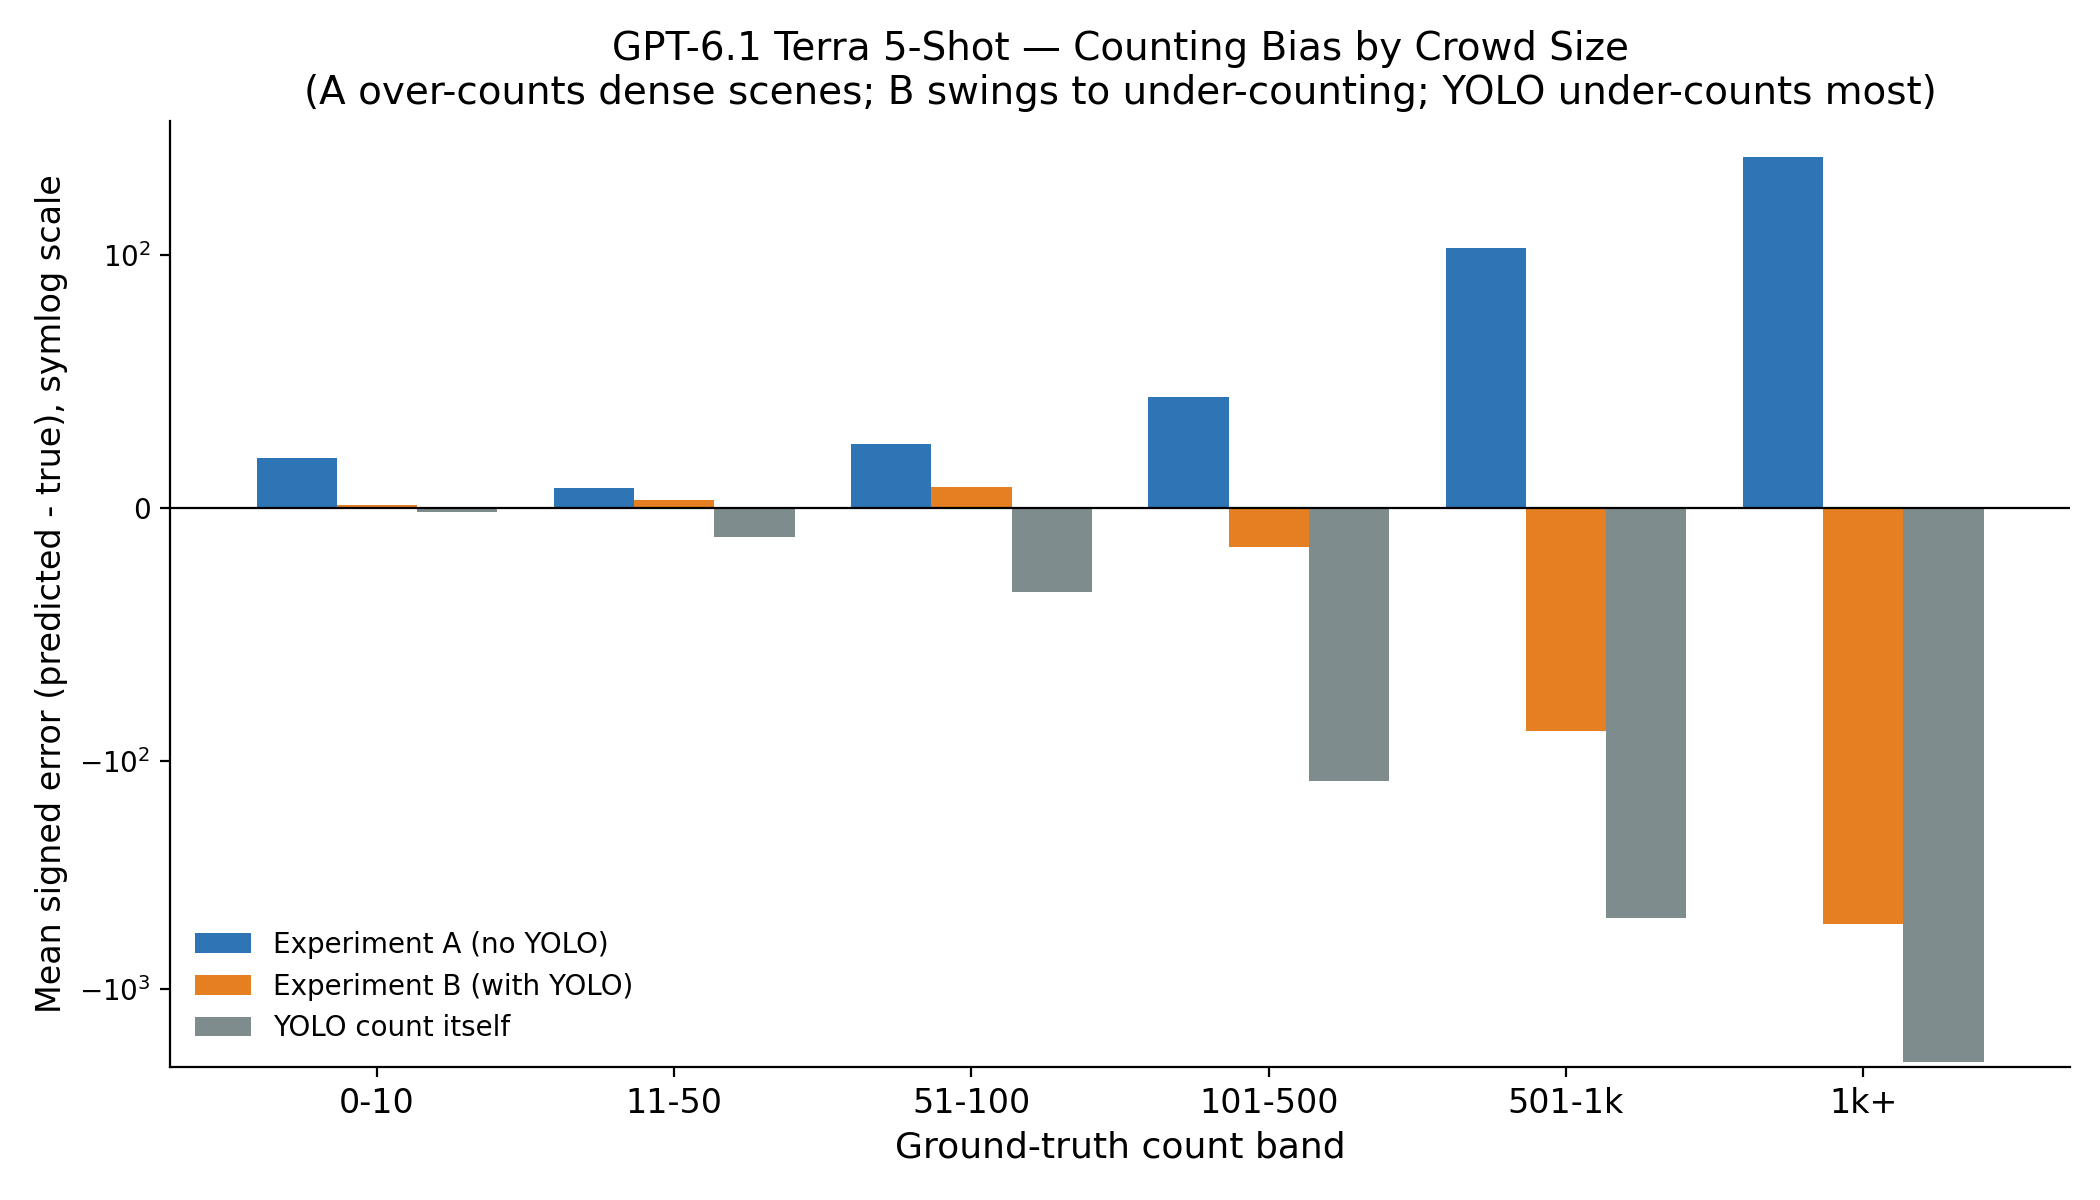 GPT-6.1 Terra 5-Shot — Counting Bias by Crowd Size
(A over-counts dense scenes; B swings to under-counting; YOLO under-counts most)
Mean signed error (predicted - true), symlog scale
10²
0
−10²
−10³
Experiment A (no YOLO)
Experiment B (with YOLO)
YOLO count itself
0-10
11-50
51-100
101-500
501-1k
1k+
Ground-truth count band